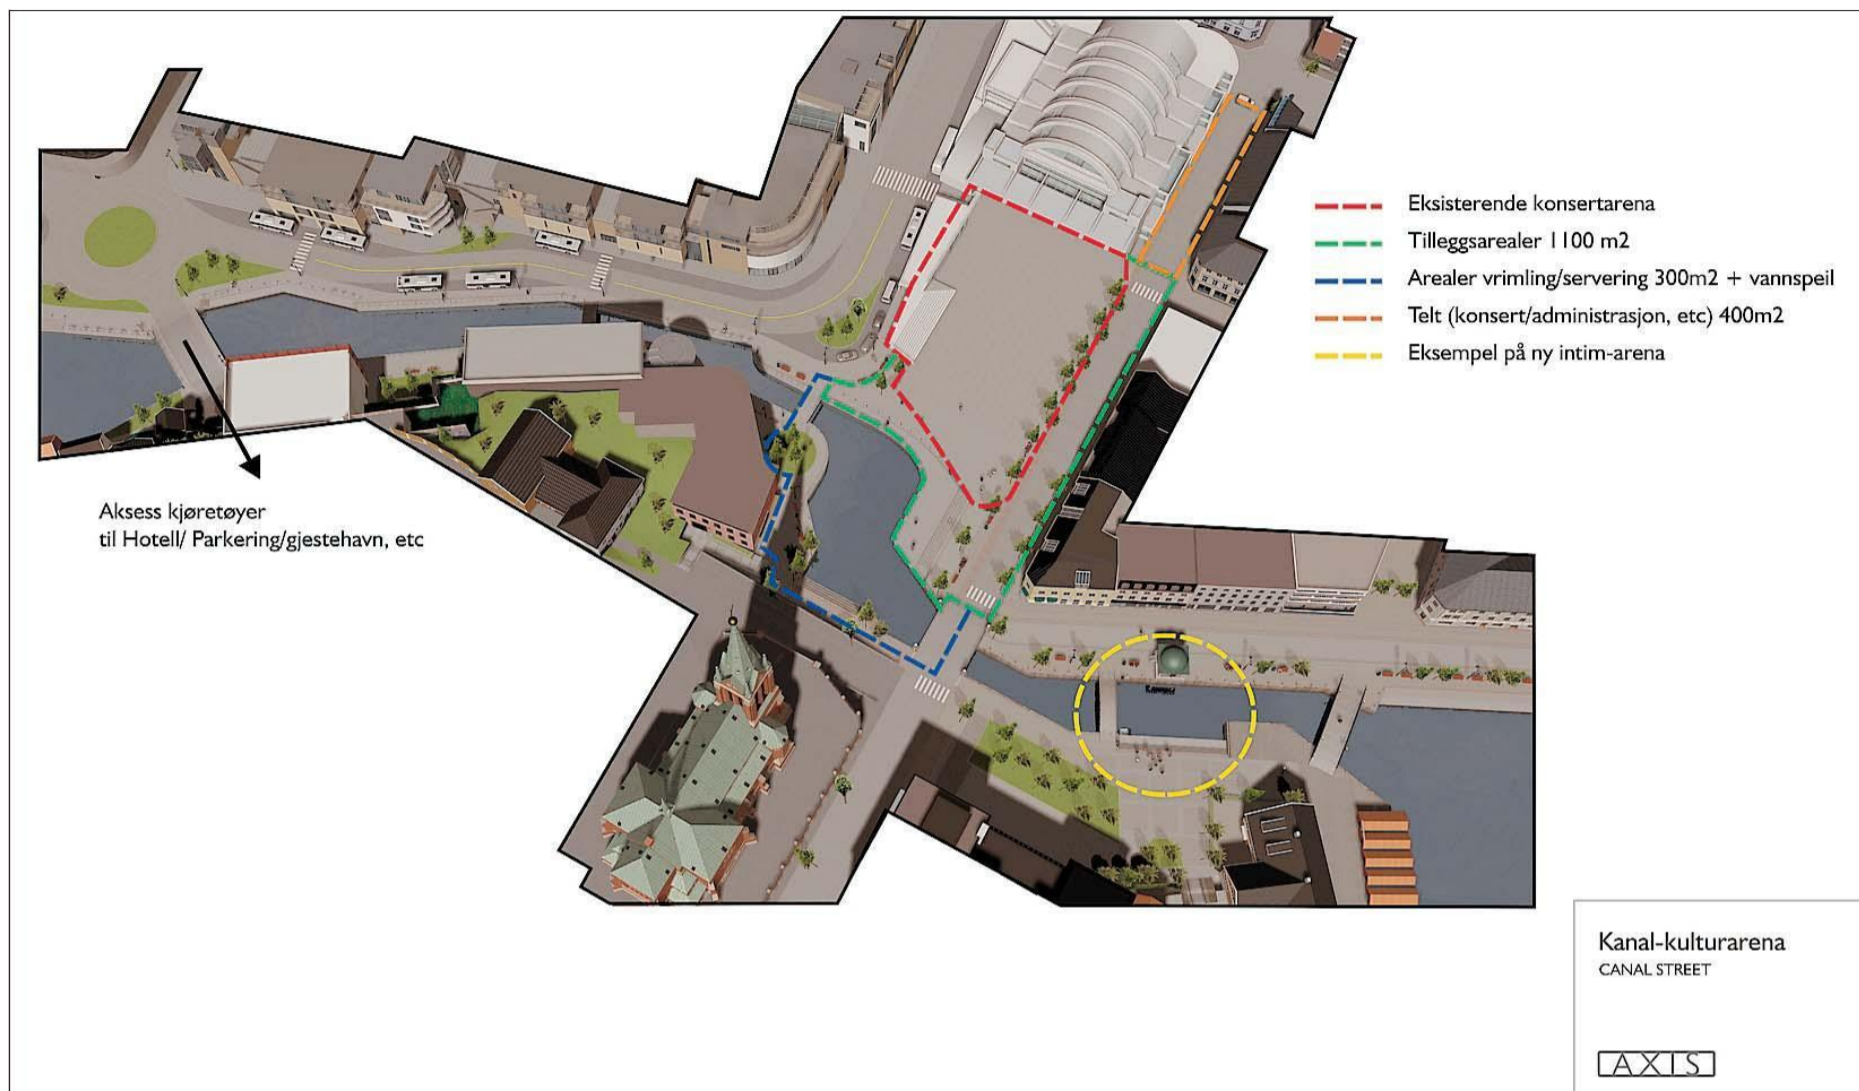 Eksisterende konsertarena
Tilleggsarealer 1100 m2
Arealer vrimling/servering 300m2 + vannspeil
Telt (konsert/administrasjon, etc) 400m2
Eksempel på ny intim-arena
Aksess kjøretøyer
til Hotell/ Parkering/gjestehavn, etc
Kanal-kulturarena
CANAL STREET
AXIS